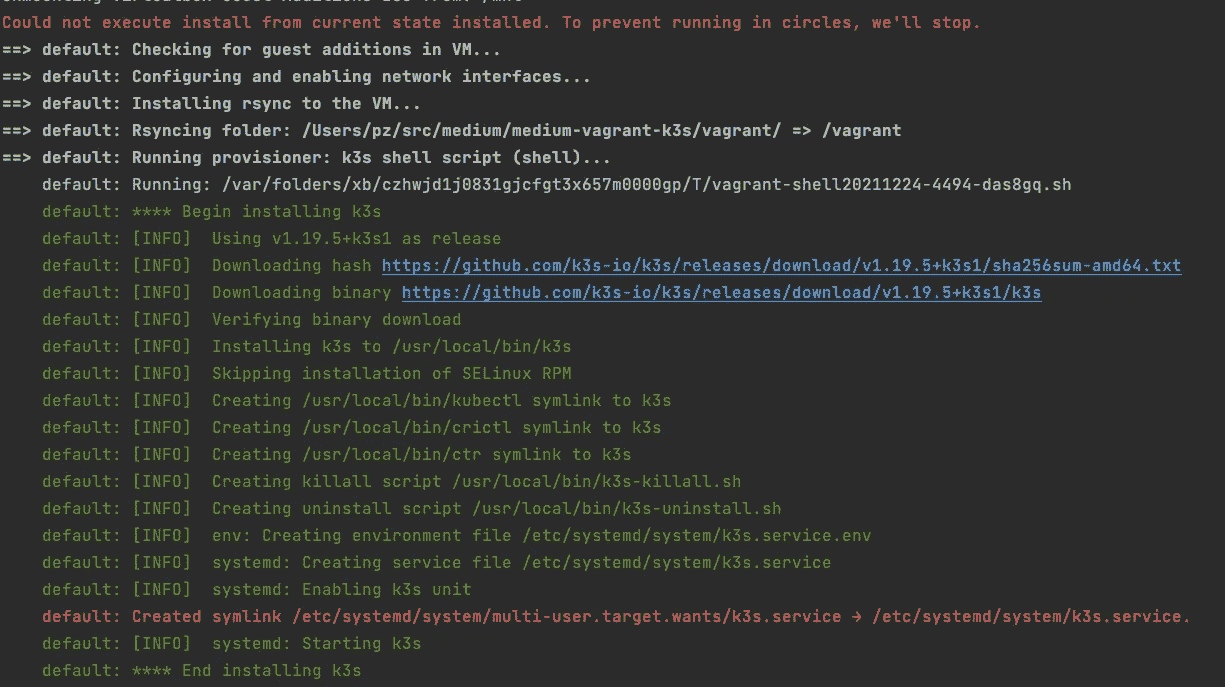 Could not execute install from current state installed. To prevent running in circles, we'll stop.
==> default: Checking for guest additions in VM...
==> default: Configuring and enabling network interfaces...
==> default: Installing rsync to the VM...
==> default: Rsyncing folder: /Users/pz/src/medium/medium-vagrant-k3s/vagrant/ => /vagrant
==> default: Running provisioner: k3s shell script (shell)...
default: Running: /var/folders/xb/czhwjd1j0831gjcfgt3x657m0000gp/T/vagrant-shell20211224-4494-das8gq.sh
default: **** Begin installing k3s
default: [INFO]  Using v1.19.5+k3s1 as release
default: [INFO]  Downloading hash https://github.com/k3s-io/k3s/releases/download/v1.19.5+k3s1/sha256sum-amd64.txt
default: [INFO]  Downloading binary https://github.com/k3s-io/k3s/releases/download/v1.19.5+k3s1/k3s
default: [INFO]  Verifying binary download
default: [INFO]  Installing k3s to /usr/local/bin/k3s
default: [INFO]  Skipping installation of SELinux RPM
default: [INFO]  Creating /usr/local/bin/kubectl symlink to k3s
default: [INFO]  Creating /usr/local/bin/crictl symlink to k3s
default: [INFO]  Creating /usr/local/bin/ctr symlink to k3s
default: [INFO]  Creating killall script /usr/local/bin/k3s-killall.sh
default: [INFO]  Creating uninstall script /usr/local/bin/k3s-uninstall.sh
default: [INFO]  env: Creating environment file /etc/systemd/system/k3s.service.env
default: [INFO]  systemd: Creating service file /etc/systemd/system/k3s.service
default: [INFO]  systemd: Enabling k3s unit
default: Created symlink /etc/systemd/system/multi-user.target.wants/k3s.service → /etc/systemd/system/k3s.service.
default: [INFO]  systemd: Starting k3s
default: **** End installing k3s